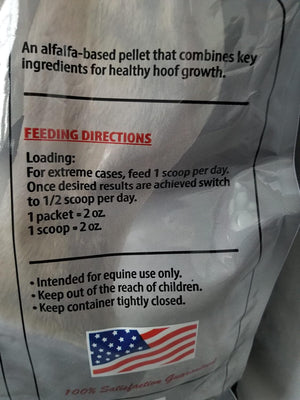 An alfalfa-based pellet that combines key
ingredients for healthy hoof growth.
FEEDING DIRECTIONS
Loading:
For extreme cases, feed 1 scoop per day.
Once desired results are achieved switch
to 1/2 scoop per day.
1 packet = 2 oz.
1 scoop = 2 oz.
• Intended for equine use only.
• Keep out of the reach of children.
• Keep container tightly closed.
100% Satisfaction Guaranteed